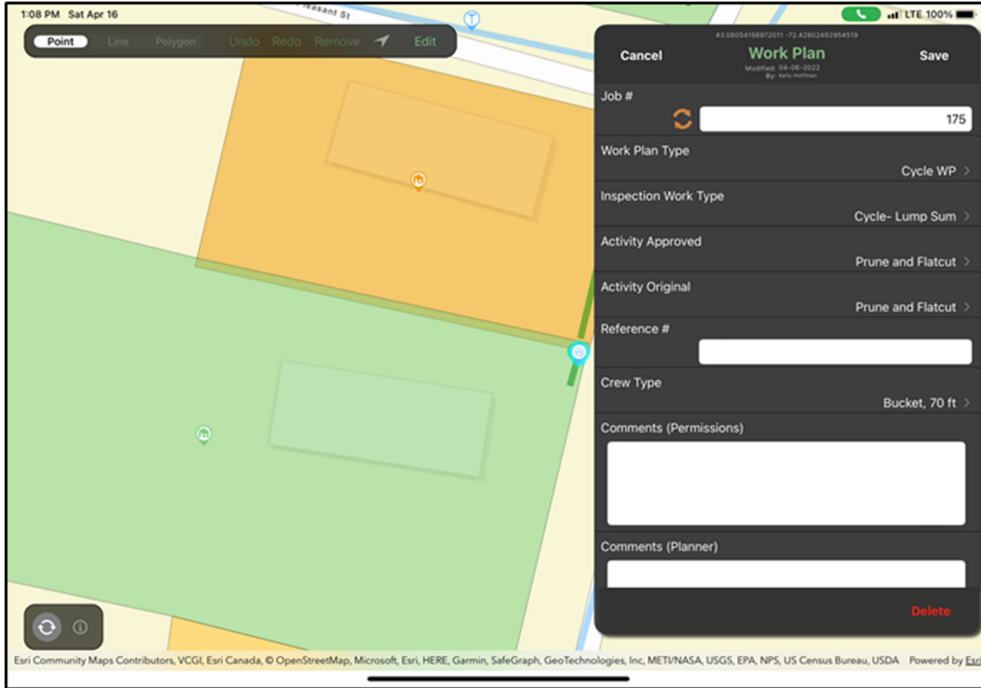 1:08 PM Sat Apr 16
LTE 100%
Pleasant St
Point Line Polygon Undo Redo Remove Edit
43.08054156972011 -72.42802492954519
Cancel Work Plan Save
Modified: 04-06-2022
By: Kelly Hoffman
Job #
175
Work Plan Type
Cycle WP >
Inspection Work Type
Cycle- Lump Sum >
Activity Approved
Prune and Flatcut >
Activity Original
Prune and Flatcut >
Reference #
Crew Type
Bucket, 70 ft >
Comments (Permissions)
Comments (Planner)
Delete
Esri Community Maps Contributors, VCGI, Esri Canada, © OpenStreetMap, Microsoft, Esri, HERE, Garmin, SafeGraph, GeoTechnologies, Inc, METI/NASA, USGS, EPA, NPS, US Census Bureau, USDA Powered by Esri